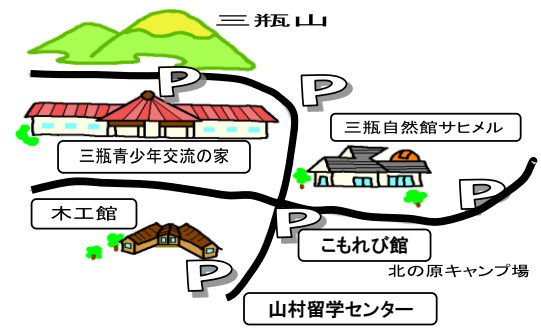 三瓶山
P
P
三瓶自然館サヒメル
三瓶青少年交流の家
P
木工館
P
こもれび館
P
北の原キャンプ場
山村留学センター